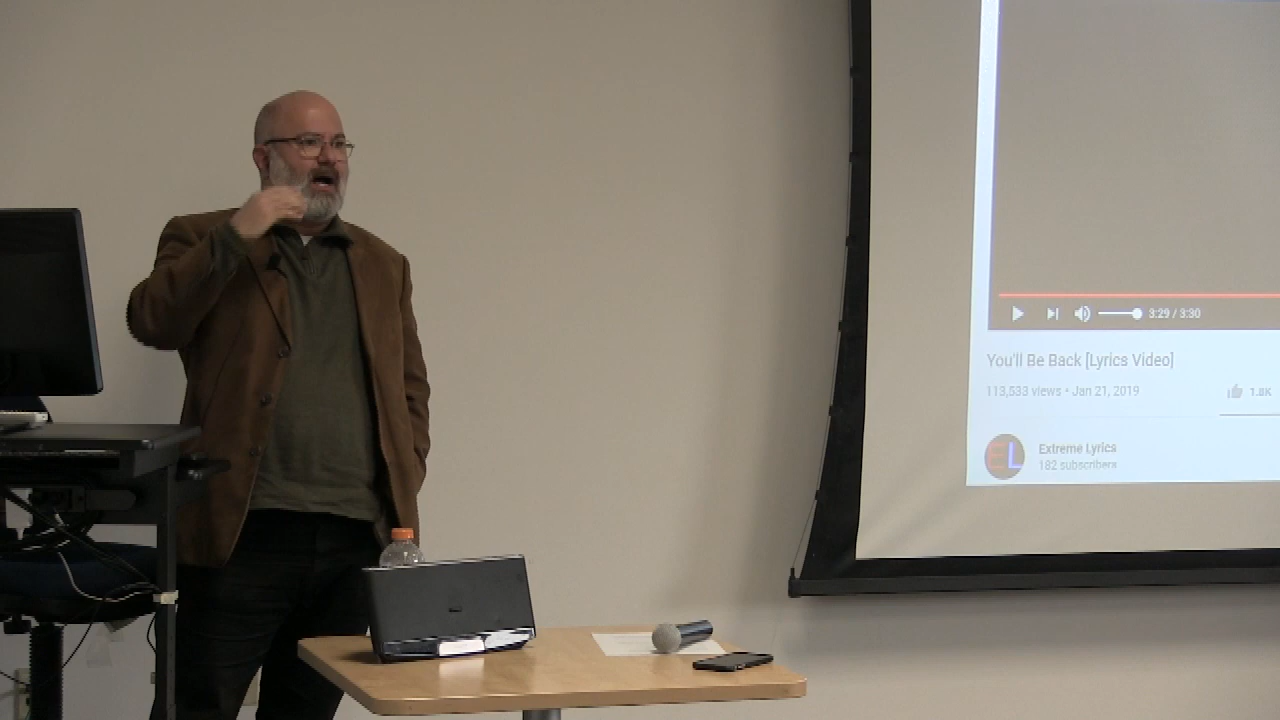 3:29 / 3:30
You'll Be Back [Lyrics Video]
113,533 views • Jan 21, 2019
1.8K
EL
Extreme Lyrics
182 subscribers